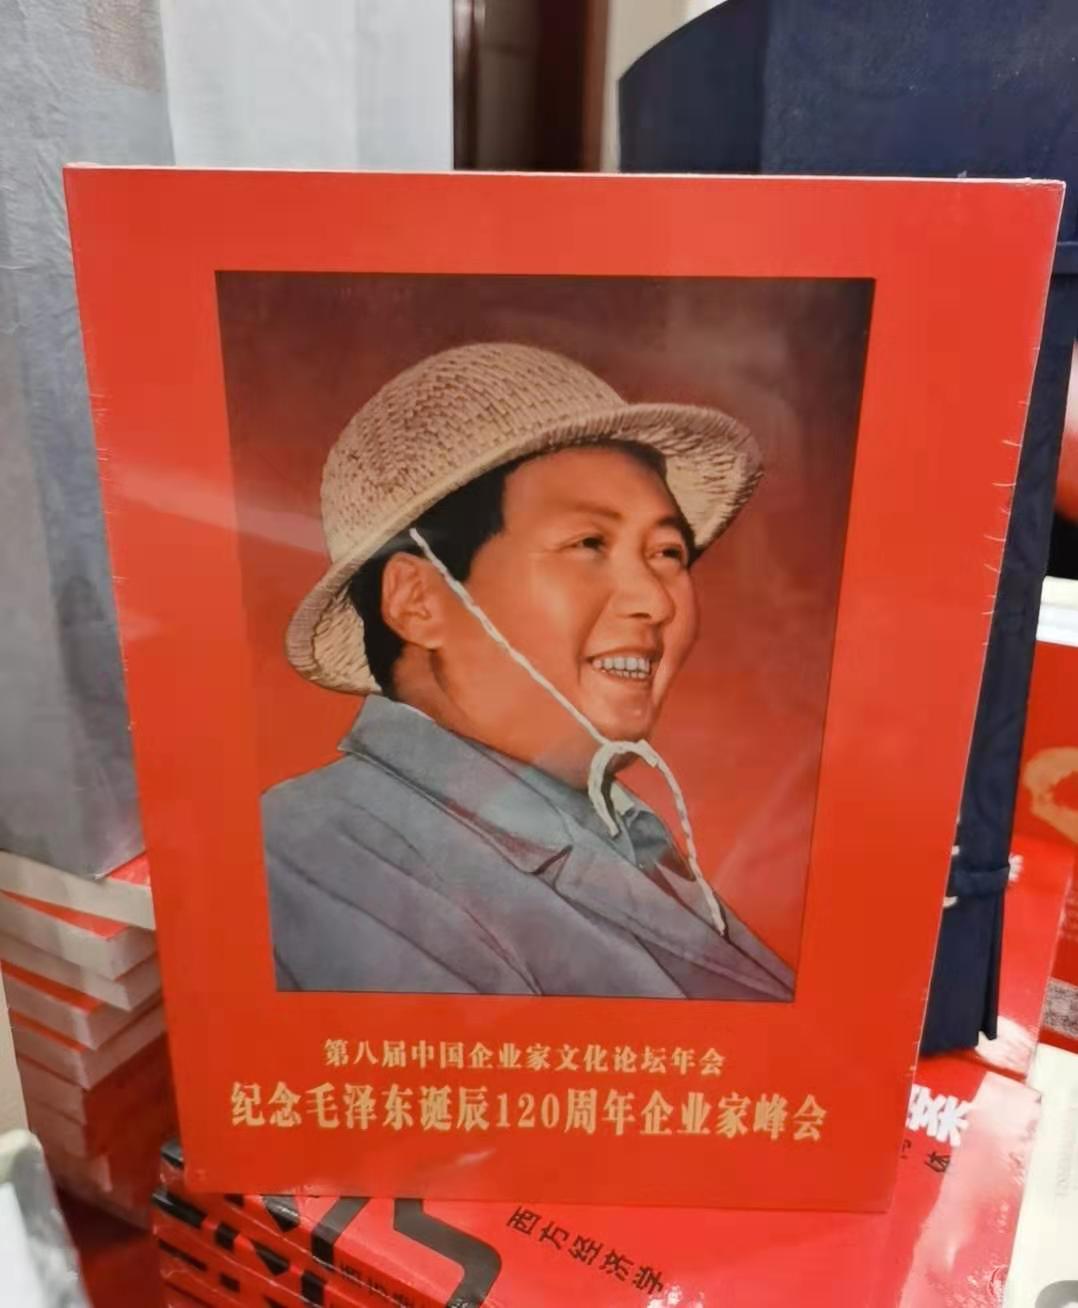 第八届中国企业家文化论坛年会
纪念毛泽东诞辰120周年企业家峰会
西方经济学